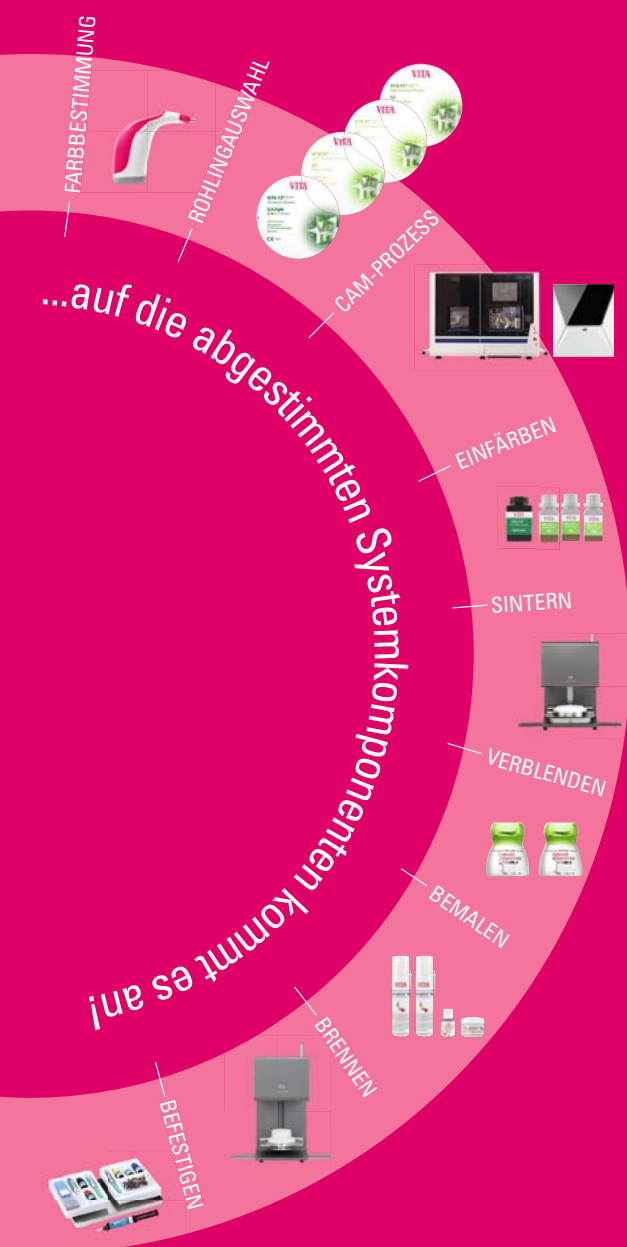 FARBBESTIMMUNG
ROHLINGAUSWAHL
VITA
VITA
VITA
VITA
CAM-PROZESS
...auf die abgestimmten Systemkomponenten kommt es an!
EINFÄRBEN
SINTERN
VERBLENDEN
BEMALEN
BRENNEN
BEFESTIGEN